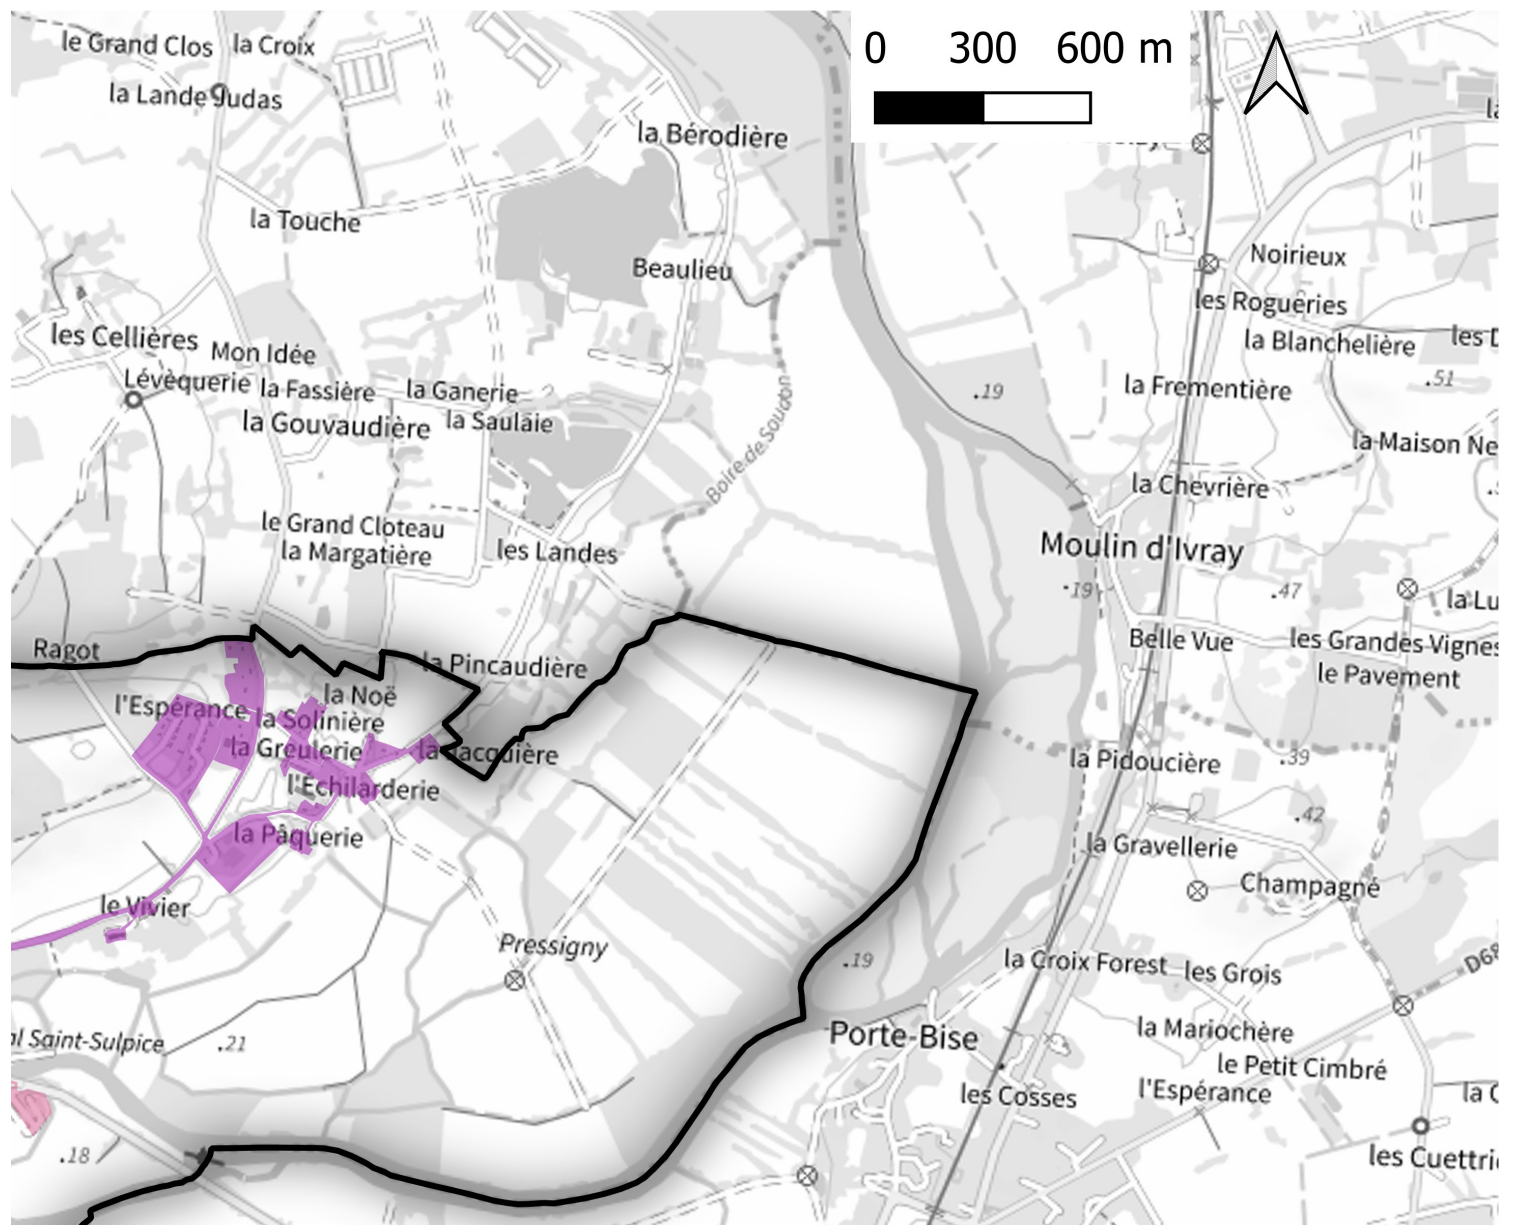 0 300 600 m
le Grand Clos
la Croix
la Lande Judas
la Bérodière
la Touche
Beaulieu
Noirieux
les Roguèries
la Blanchelière
les D
les Cellières
Mon Idée
Lévèquerie
la Fassière
la Ganerie
la Gouvaudière
la Saulaie
.19
la Frementière
.51
Boire de Soudon
la Maison Ne
la Chevrière
le Grand Cloteau
la Margatière
les Landes
Moulin d'Ivray
.19
.47
la Lu
Ragot
la Pincaudière
Belle Vue
les Grandes Vignes
le Pavement
l'Espérance
la Noë
la Solinière
la Greulerie
la Jacquière
l'Echilarderie
la Pidoucière
.39
la Pâquerie
.42
la Gravellerie
Champagné
le Vivier
Pressigny
.19
la Croix Forest
les Grois
D68
al Saint-Sulpice
.21
Porte-Bise
la Mariochère
le Petit Cimbré
les Cosses
l'Espérance
la C
.18
les Cuettri